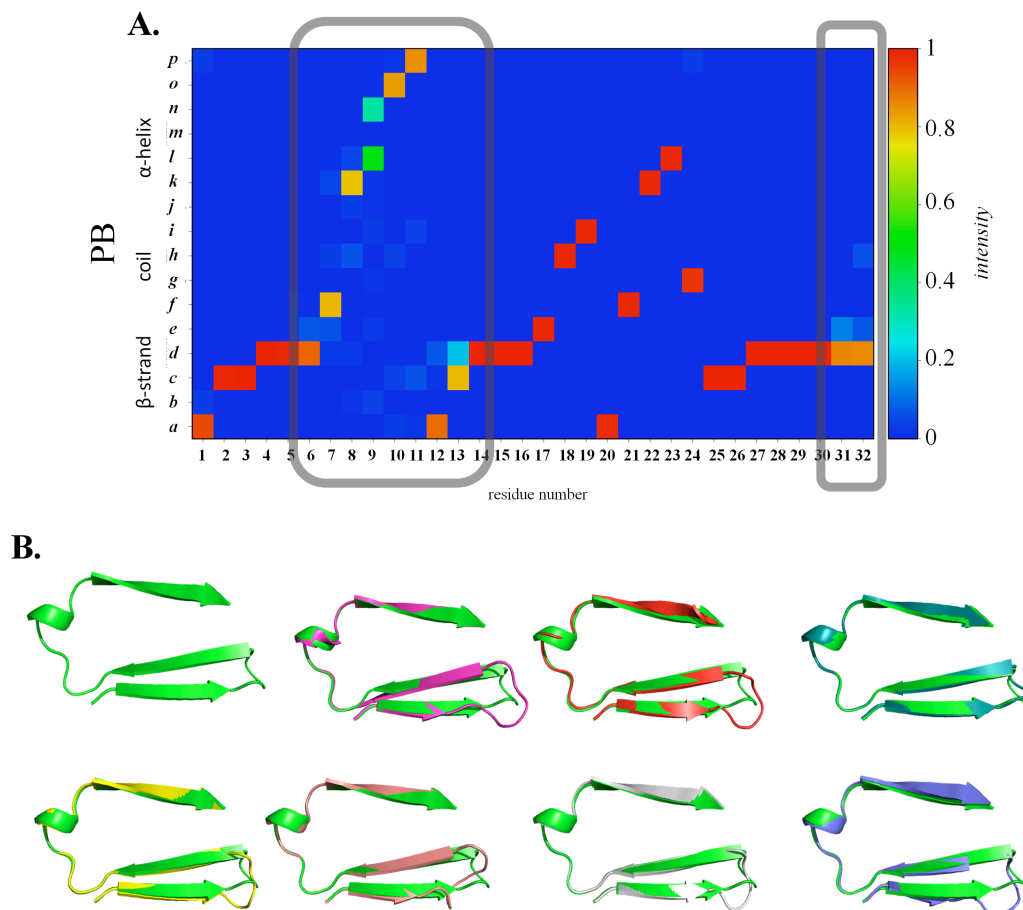 A.
PB
α-helix
coil
β-strand
p
o
n
m
l
k
j
i
h
g
f
e
d
c
b
a
1 2 3 4 5 6 7 8 9 10 11 12 13 14 15 16 17 18 19 20 21 22 23 24 25 26 27 28 29 30 31 32
residue number
1
0.8
0.6
0.4
0.2
0
intensity
B.